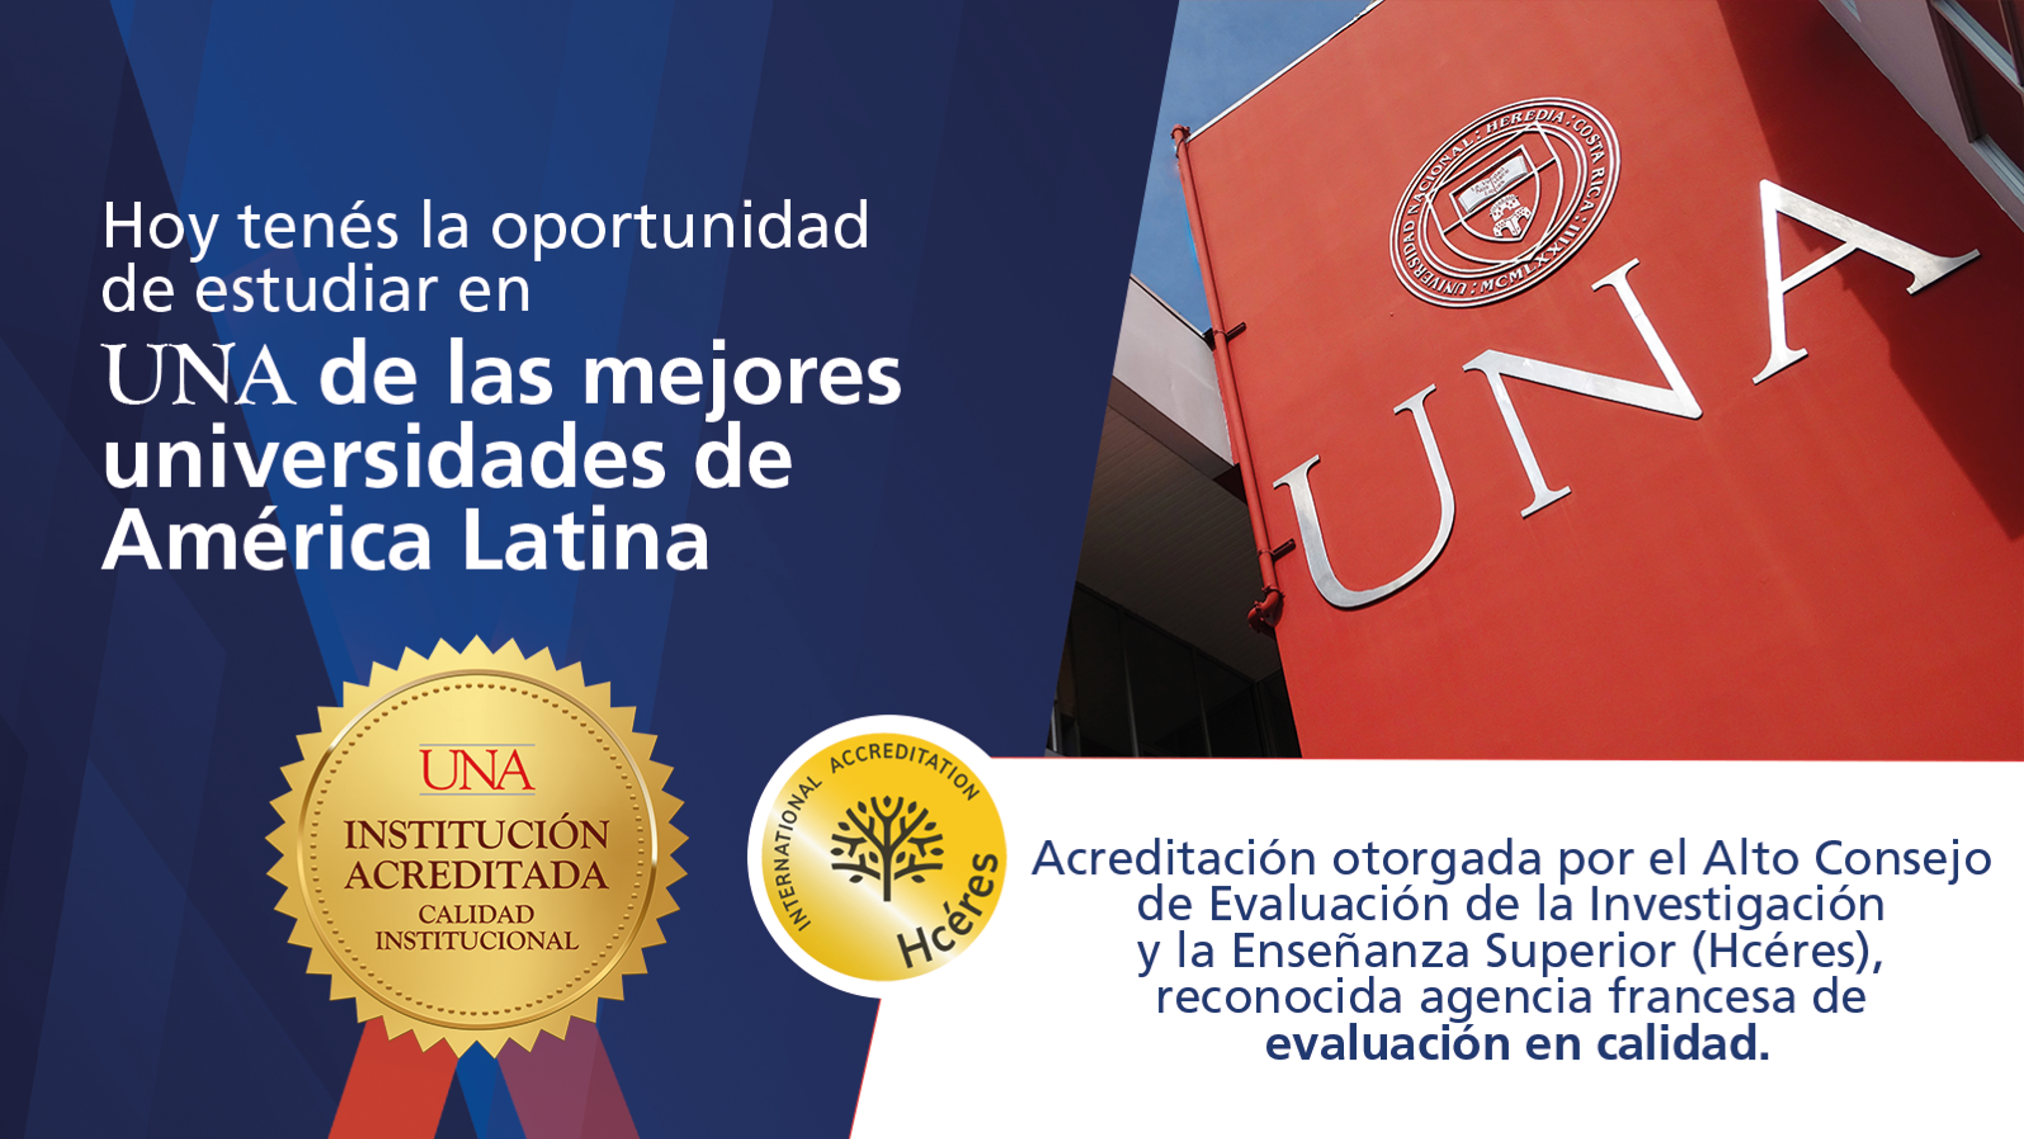 Hoy tenés la oportunidad
de estudiar en
UNA de las mejores
universidades de
América Latina
UNIVERSIDAD NACIONAL : HEREDIA : COSTA RICA : MCMLXXIII :
UNA
UNA
INSTITUCIÓN
ACREDITADA
CALIDAD
INSTITUCIONAL
INTERNATIONAL ACCREDITATION
Hcéres
Acreditación otorgada por el Alto Consejo
de Evaluación de la Investigación
y la Enseñanza Superior (Hcéres),
reconocida agencia francesa de
evaluación en calidad.